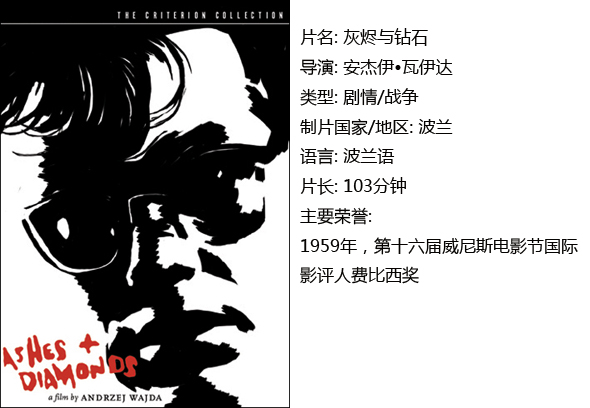 THE CRITERION COLLECTION
ASHES +
DIAMONDS
a film by ANDRZEJ WAJDA
片名: 灰烬与钻石
导演: 安杰伊•瓦伊达
类型: 剧情/战争
制片国家/地区: 波兰
语言: 波兰语
片长: 103分钟
主要荣誉:
1959年，第十六届威尼斯电影节国际
影评人费比西奖